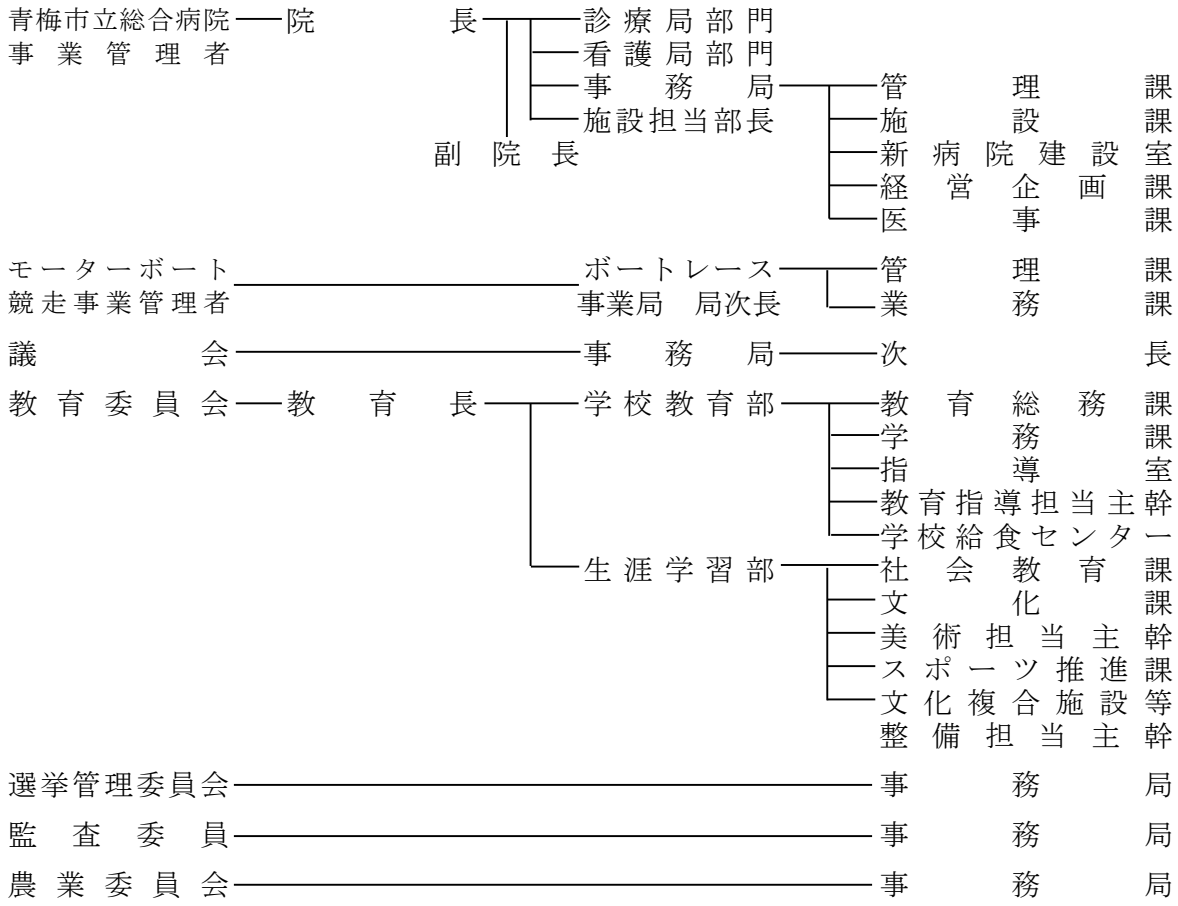 青梅市立総合病院 院長 診療局部門
事業管理者 看護局部門
事務局 管理課
施設担当部長 施設課
副院長 新病院建設室
経営企画課
医事課
モーターボート ボートレース 管理課
競走事業管理者 事業局 局次長 業務課
議会 事務局 次長
教育委員会 教育長 学校教育部 教育総務課
学務課
指導室
教育指導担当主幹
学校給食センター
生涯学習部 社会教育課
文化課
美術担当主幹
スポーツ推進課
文化複合施設等
整備担当主幹
選挙管理委員会 事務局
監査委員 事務局
農業委員会 事務局